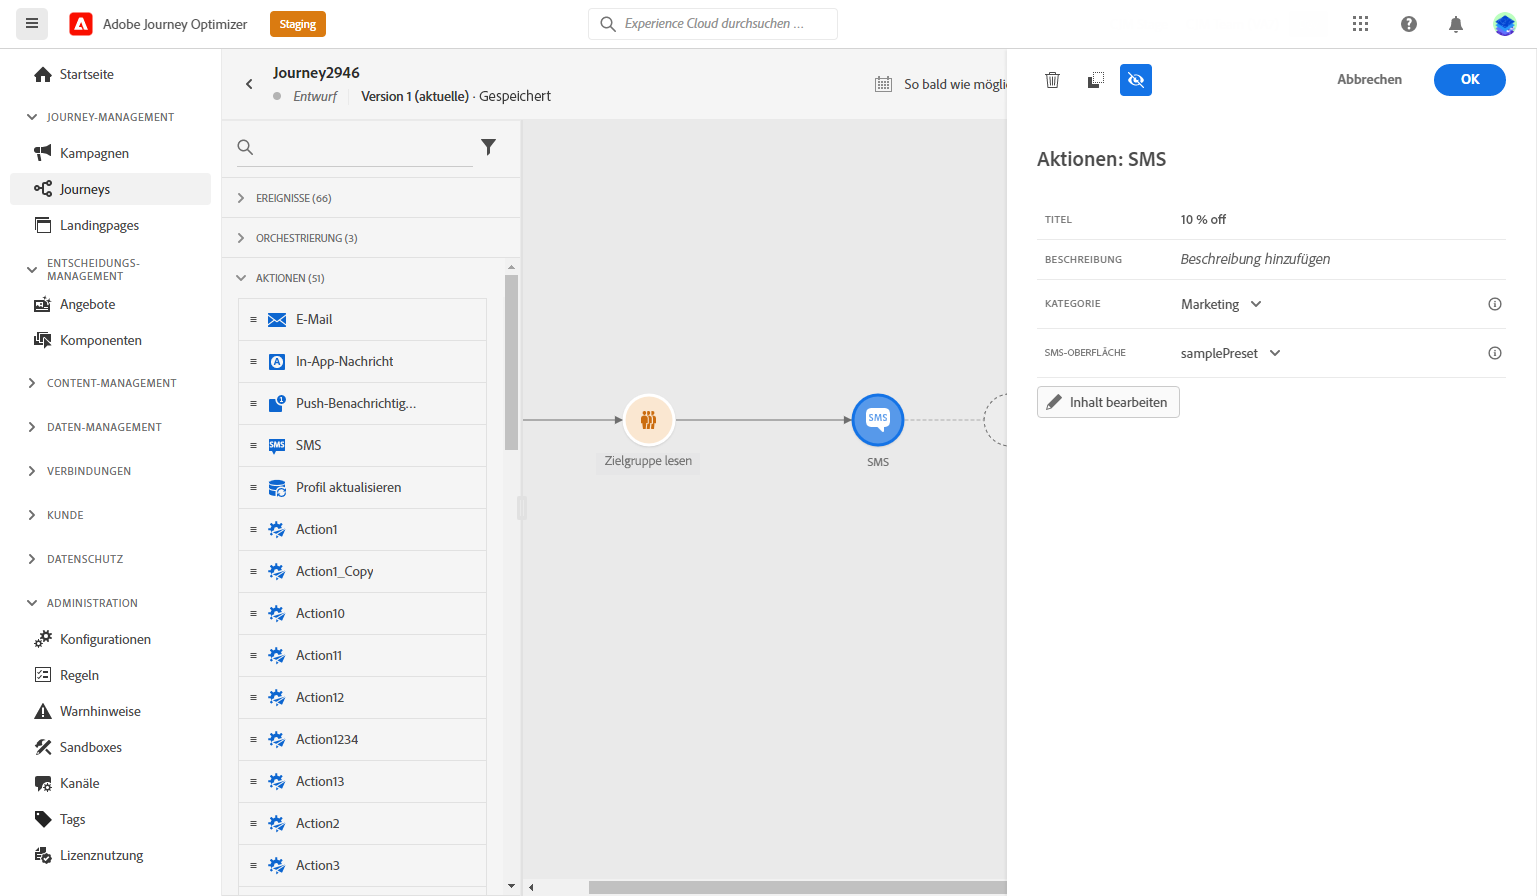 Adobe Journey Optimizer
Staging
Experience Cloud durchsuchen ...
Startseite
JOURNEY-MANAGEMENT
Kampagnen
Journeys
Landingpages
ENTSCHEIDUNGS-
MANAGEMENT
Angebote
Komponenten
CONTENT-MANAGEMENT
DATEN-MANAGEMENT
VERBINDUNGEN
KUNDE
DATENSCHUTZ
ADMINISTRATION
Konfigurationen
Regeln
Warnhinweise
Sandboxes
Kanäle
Tags
Lizenznutzung
Journey2946
Entwurf
Version 1 (aktuelle) · Gespeichert
So bald wie mögli
EREIGNISSE (66)
ORCHESTRIERUNG (3)
AKTIONEN (51)
E-Mail
In-App-Nachricht
Push-Benachrichtig...
SMS
SMS
Profil aktualisieren
Action1
Action1_Copy
Action10
Action11
Action12
Action1234
Action13
Action2
Action3
Zielgruppe lesen
SMS
SMS
Abbrechen
OK
Aktionen: SMS
TITEL
10 % off
BESCHREIBUNG
Beschreibung hinzufügen
KATEGORIE
Marketing
SMS-OBERFLÄCHE
samplePreset
Inhalt bearbeiten